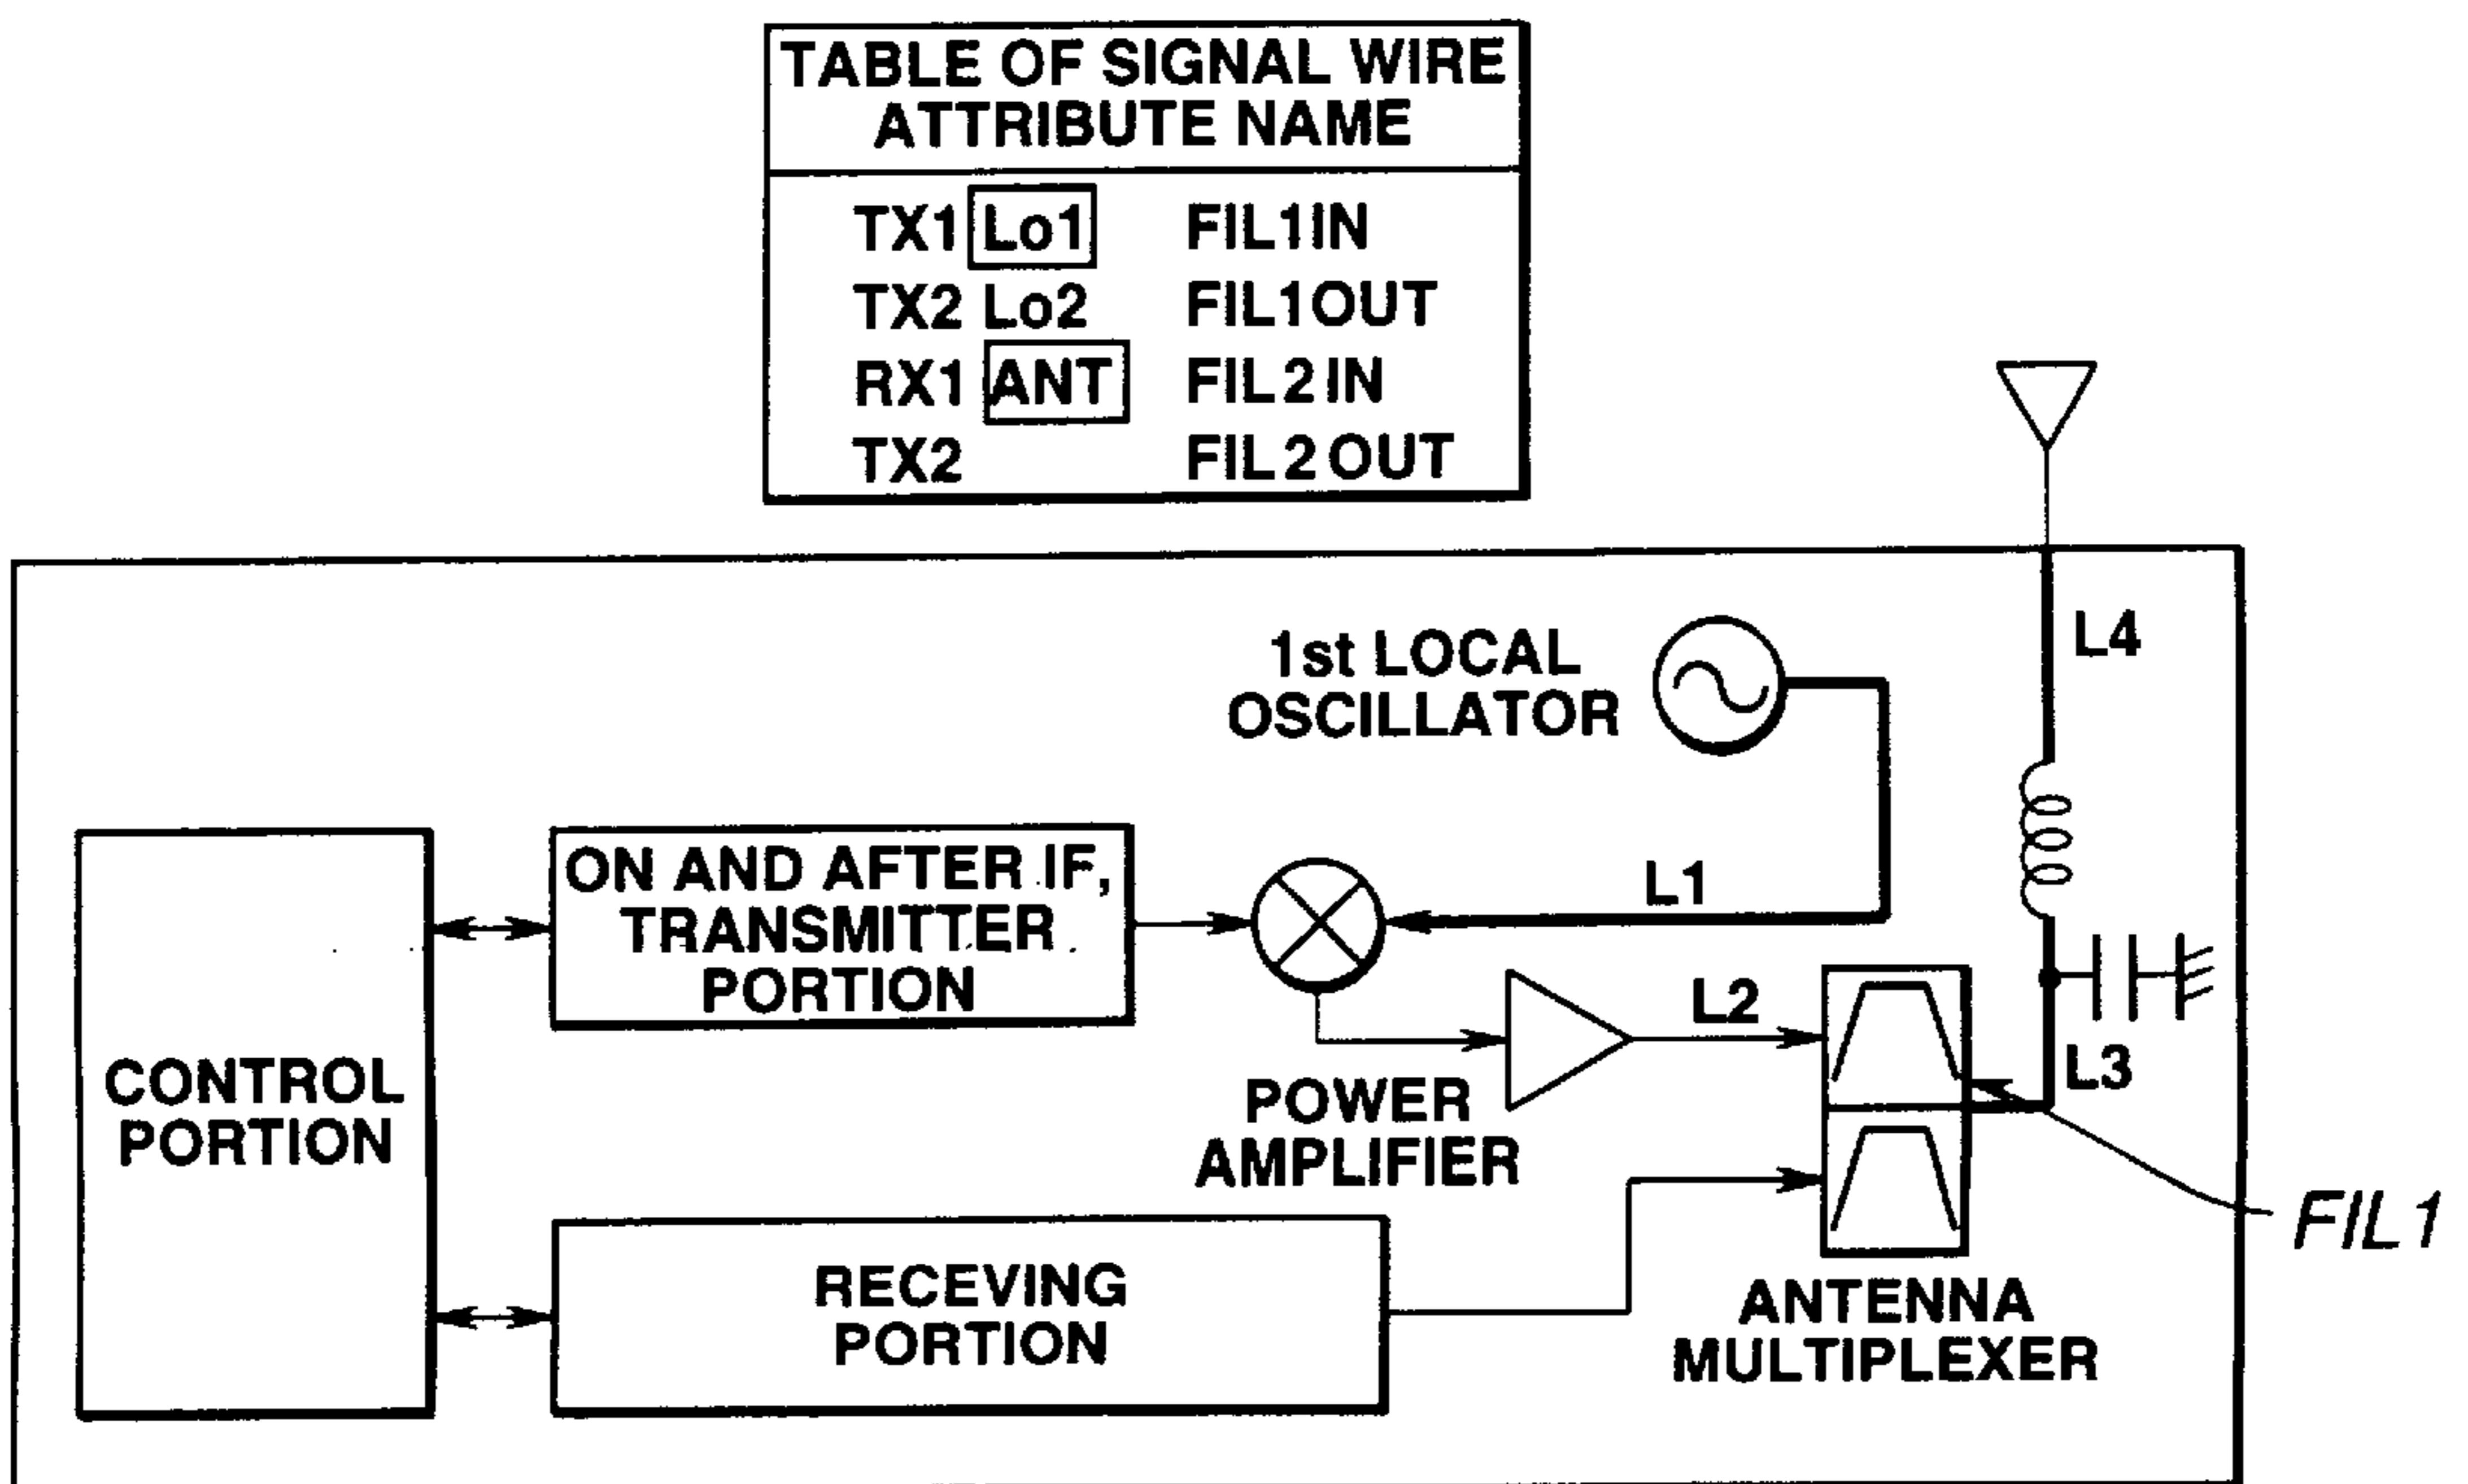 TABLE OF SIGNAL WIRE
ATTRIBUTE NAME
TX1 Lo1 FIL1IN
TX2 Lo2 FIL1OUT
RX1 ANT FIL2IN
TX2 FIL2OUT
L4
1st LOCAL
OSCILLATOR
L1
ON AND AFTER IF,
TRANSMITTER
PORTION
L2
L3
CONTROL
PORTION
POWER
AMPLIFIER
FIL1
RECEVING
PORTION
ANTENNA
MULTIPLEXER